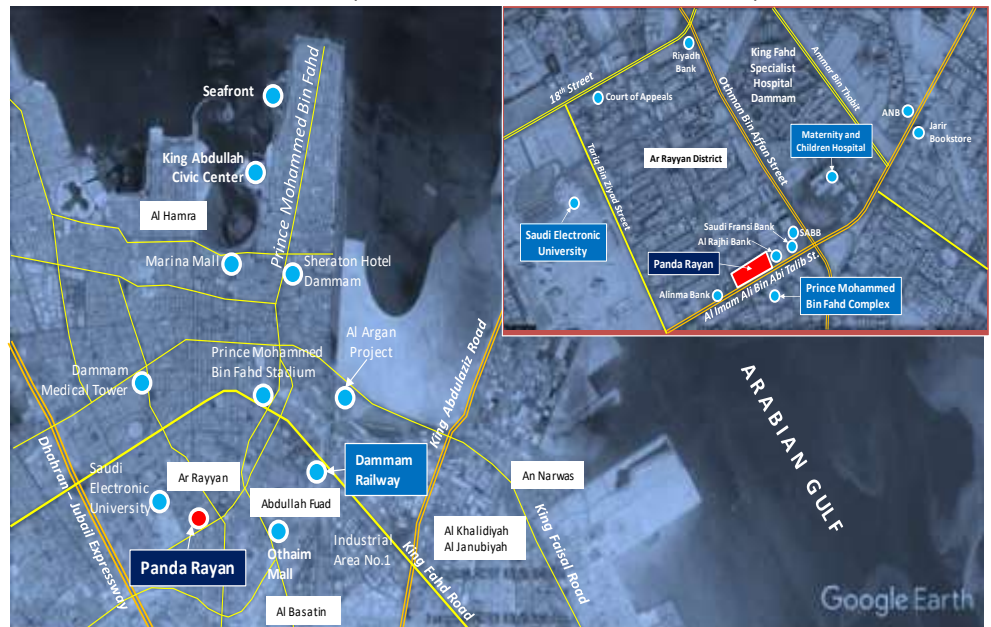 Seafront
King Abdullah
Civic Center
Al Hamra
Prince Mohammed Bin Fahd
Marina Mall
Sheraton Hotel
Dammam
Al Argan
Project
Prince Mohammed
Bin Fahd Stadium
Dammam
Medical Tower
King Abdulaziz Road
Dhahran – Jubail Expressway
Saudi
Electronic
University
Ar Rayyan
Dammam
Railway
Abdullah Fuad
An Narwas
Panda Rayan
Othaim
Mall
Industrial
Area No.1
Al Khalidiyah
Al Janubiyah
King Fahd Road
King Faisal Road
Al Basatin
ARABIAN GULF
Google Earth
Riyadh
Bank
King Fahd
Specialist
Hospital
Dammam
Ammar Bin Thabit
18th Street
Court of Appeals
Othman Bin Affan Street
ANB
Jarir
Bookstore
Maternity and
Children Hospital
Ar Rayyan District
Tariq Bin Ziyad Street
Saudi Electronic
University
Saudi Fransi Bank
SABB
Al Rajhi Bank
Panda Rayan
Alinma Bank
Al Imam Ali Bin Abi Talib St.
Prince Mohammed
Bin Fahd Complex